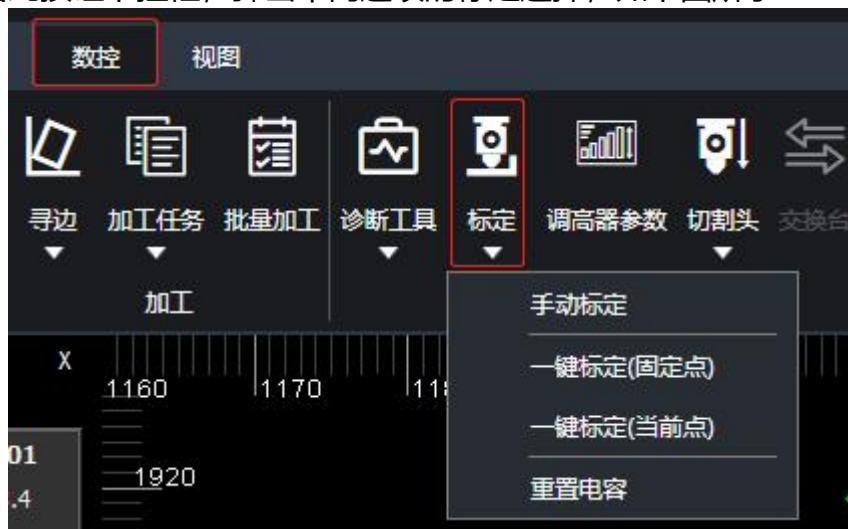 数控 视图
寻边 加工任务 批量加工 诊断工具 标定 调高器参数 切割头 交换台
加工
手动标定
一键标定(固定点)
一键标定(当前点)
重置电容
X
1160 1170 118
01
1920
.4